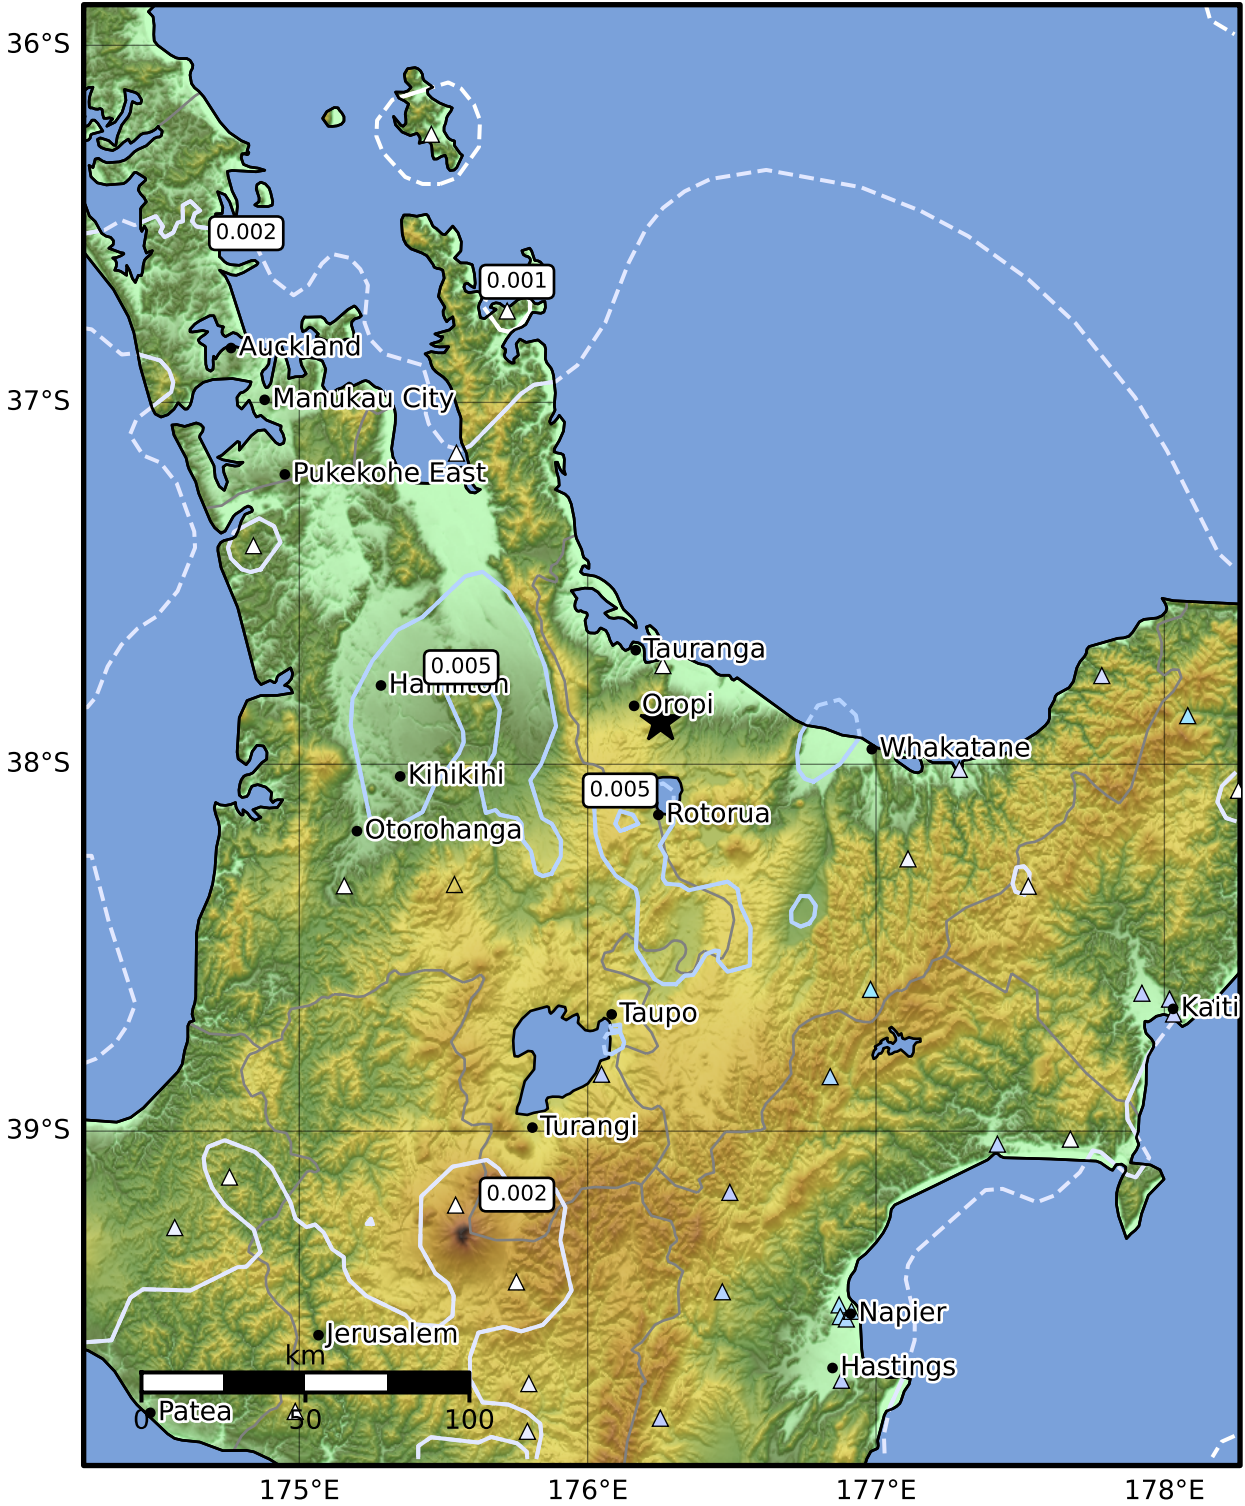 36°S
0.002
0.001
Auckland
37°S
Manukau City
Pukekohe East
Tauranga
0.005
Hamilton
Oropi
Whakatane
38°S
Kihikihi
0.005
Rotorua
Otorohanga
Kaiti
Taupo
39°S
Turangi
0.002
Napier
Jerusalem
km
Hastings
Patea
0 50 100
175°E 176°E 177°E 178°E